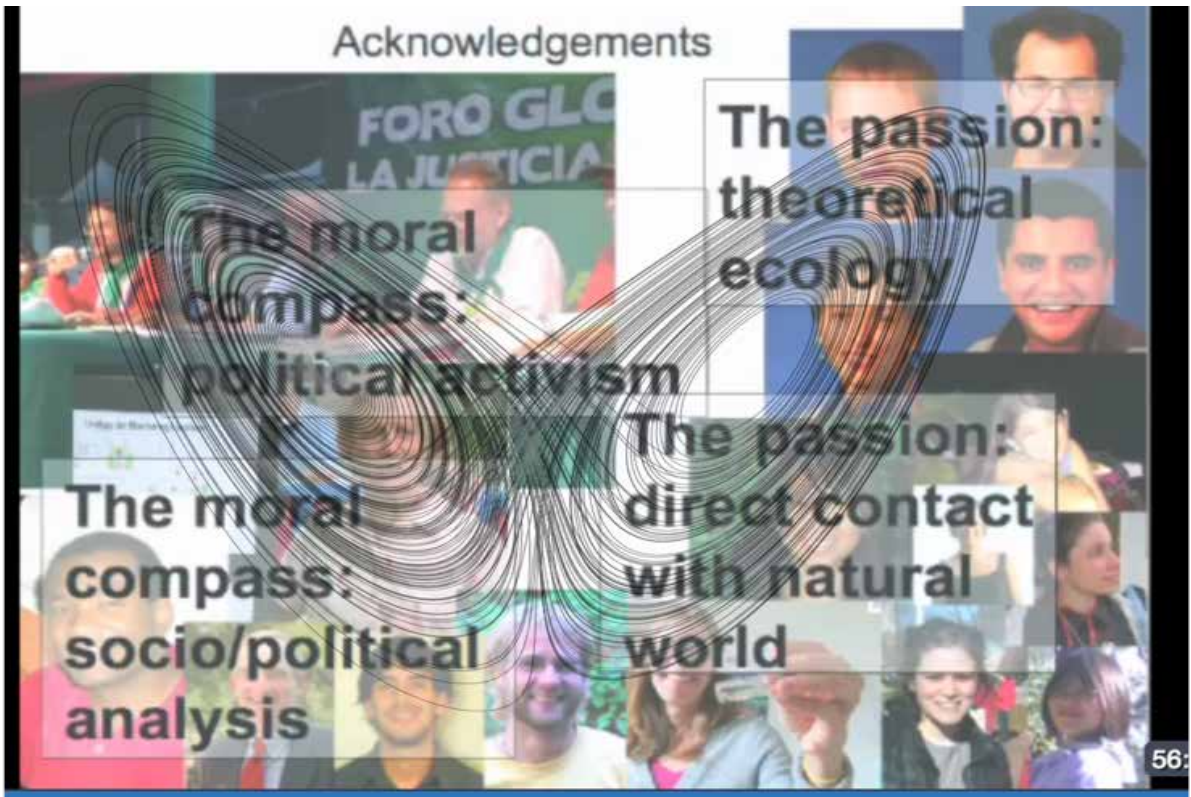 Acknowledgements
FORO GLO
LA JUSTICIA
The passion:
theoretical
ecology
The moral
compass:
political activism
The passion:
direct contact
with natural
world
The moral
compass:
socio/political
analysis
56: